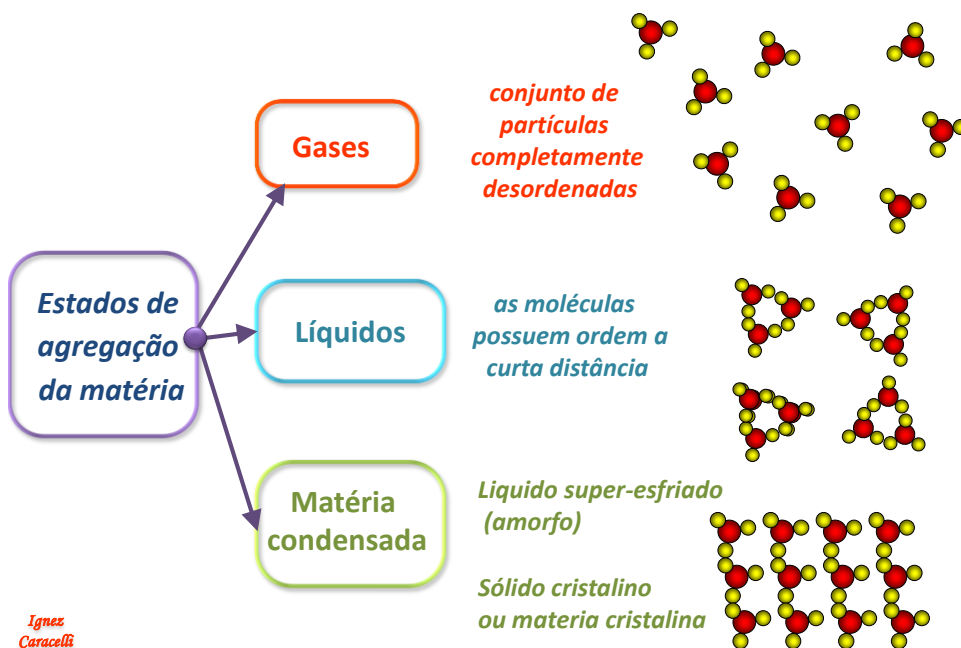 Estados de
agregação
da matéria
Gases
conjunto de
partículas
completamente
desordenadas
Líquidos
as moléculas
possuem ordem a
curta distância
Matéria
condensada
Liquido super-esfriado
(amorfo)
Sólido cristalino
ou materia cristalina
Ignez
Caracelli